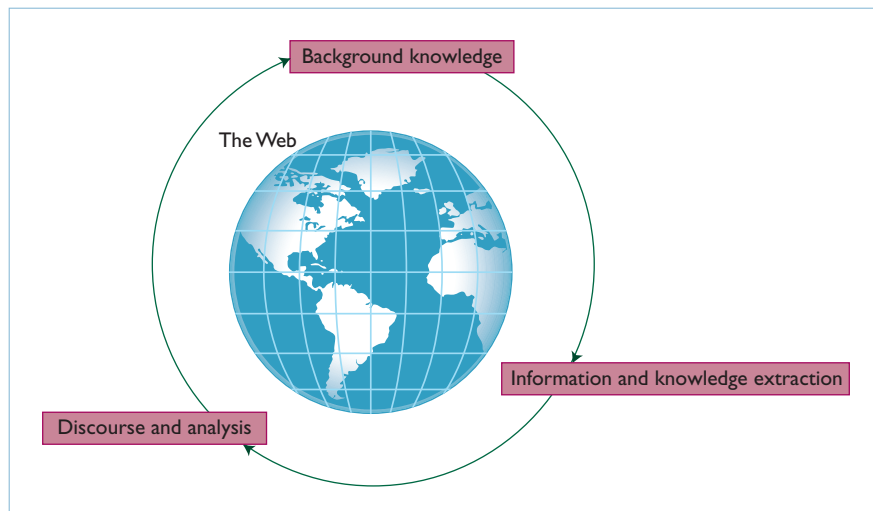 Background knowledge
The Web
Information and knowledge extraction
Discourse and analysis